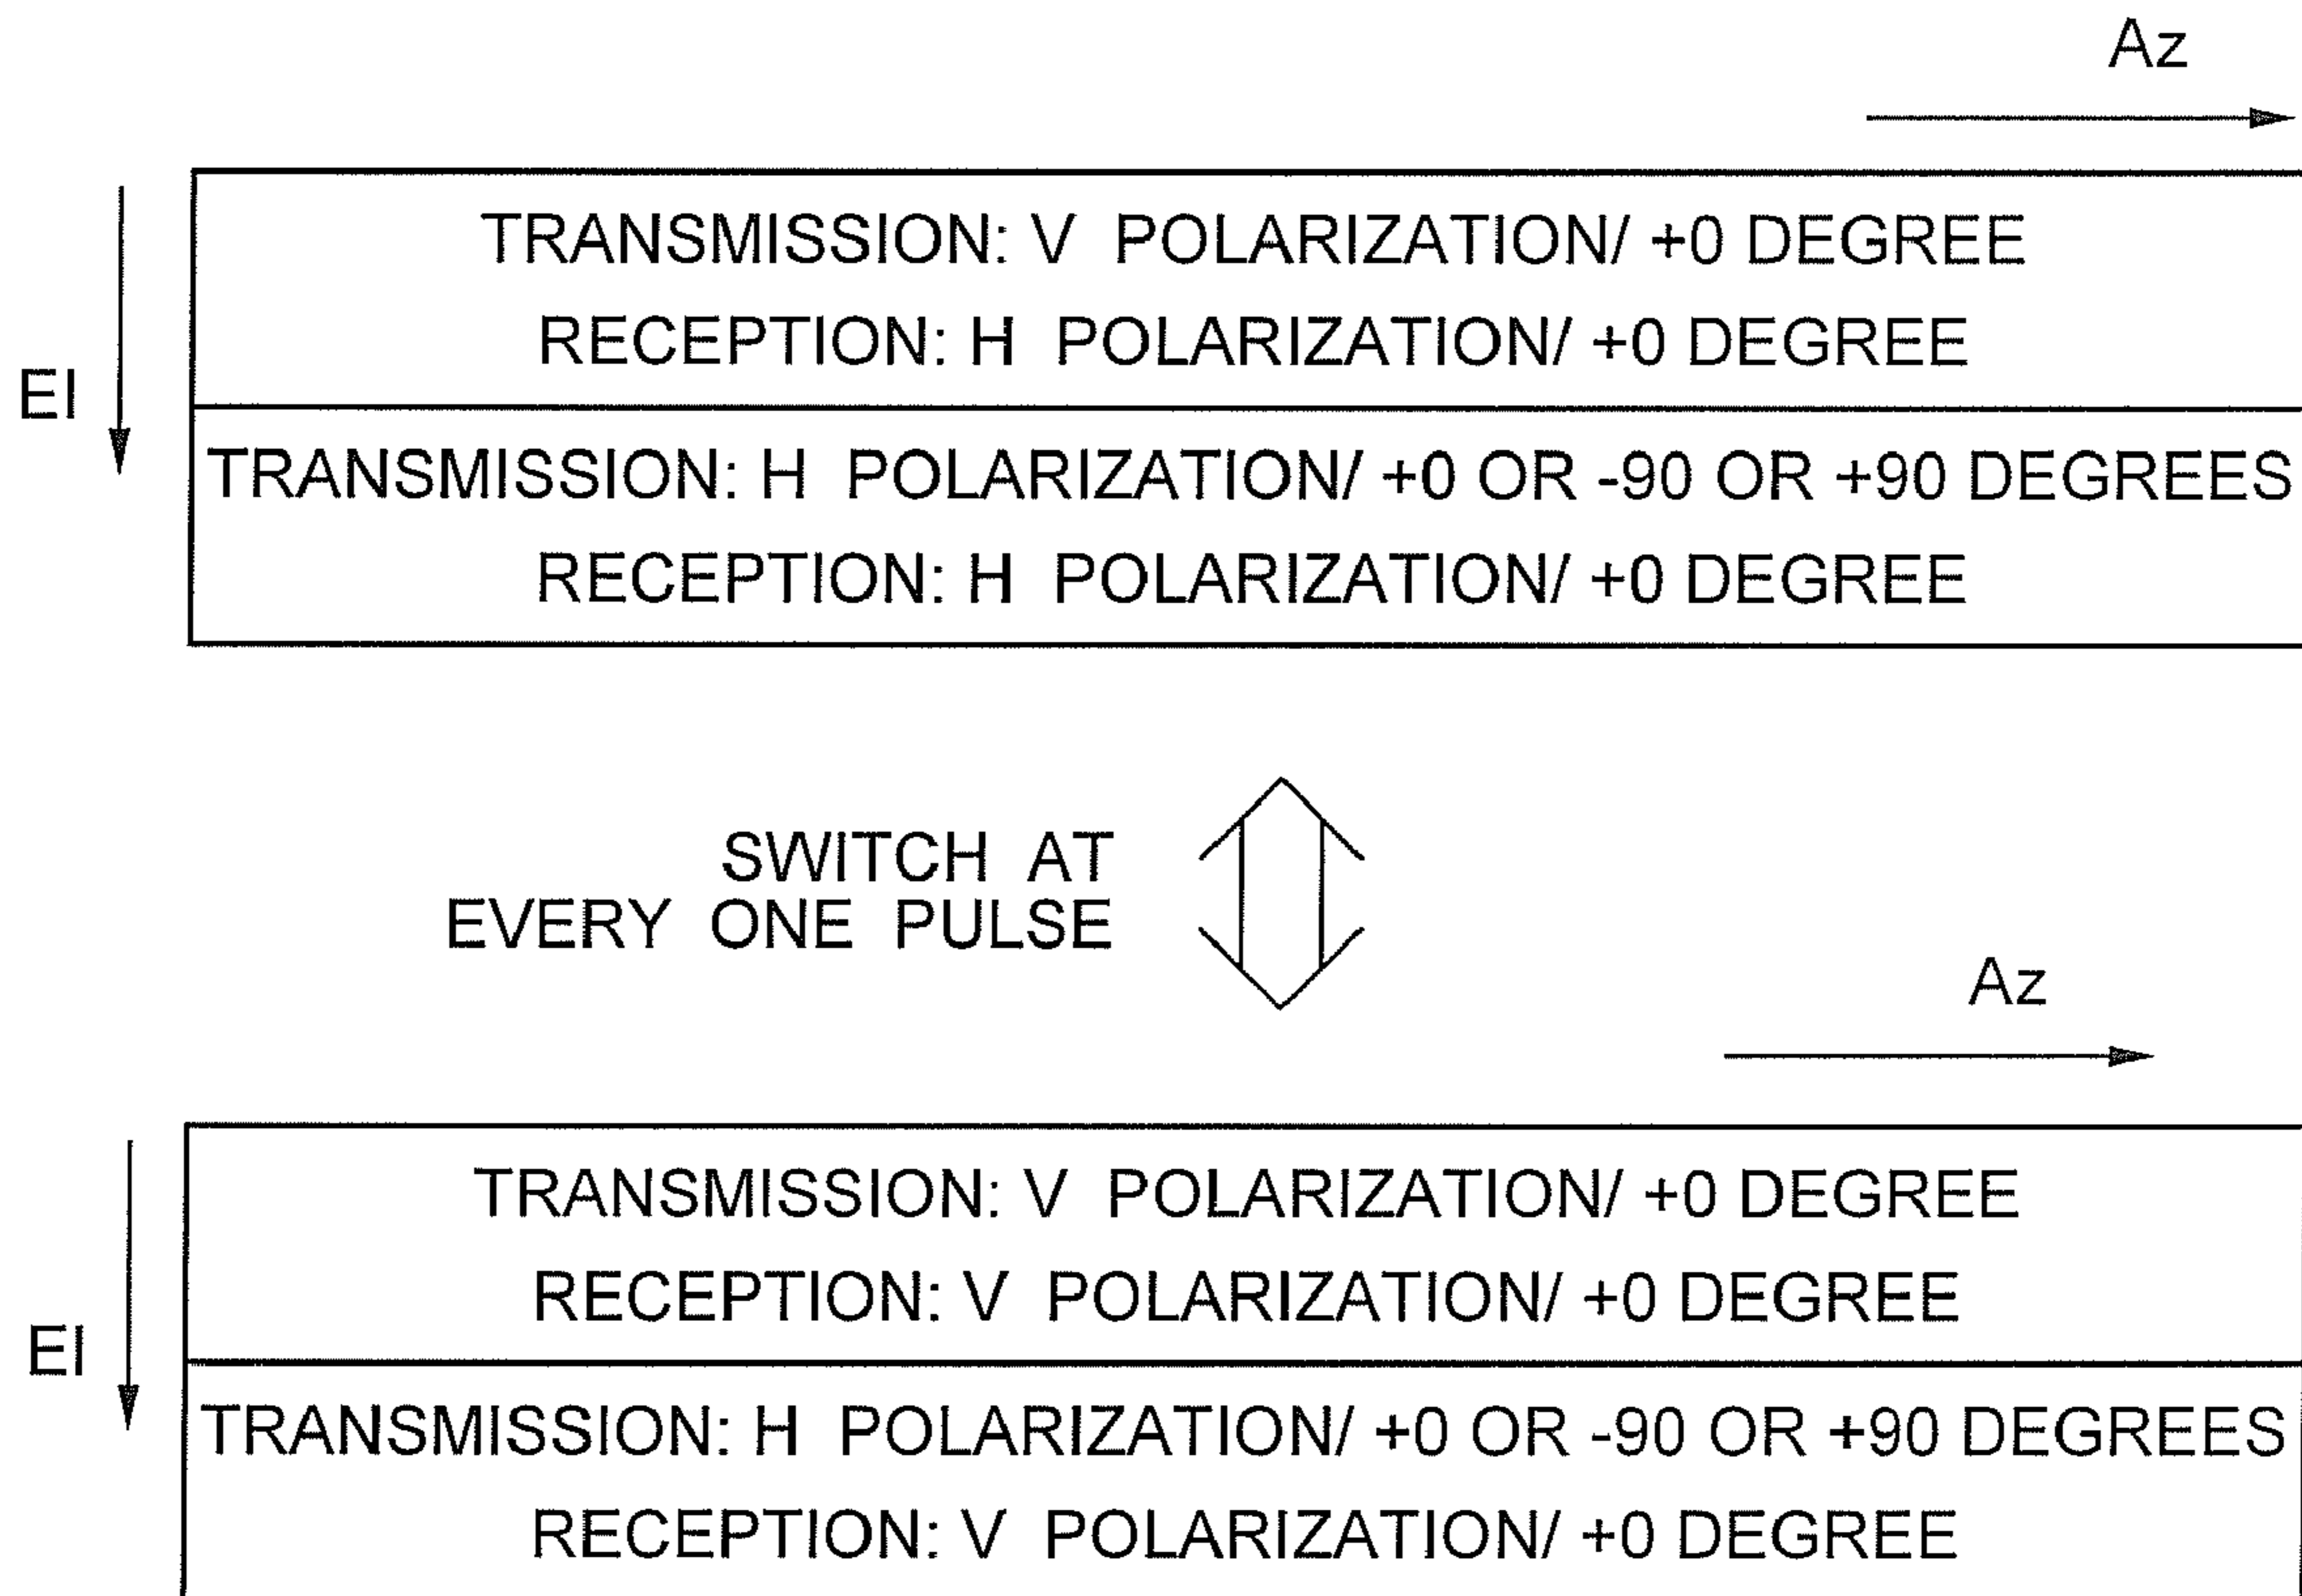 Az
TRANSMISSION: V POLARIZATION/ +0 DEGREE
RECEPTION: H POLARIZATION/ +0 DEGREE
El
TRANSMISSION: H POLARIZATION/ +0 OR -90 OR +90 DEGREES
RECEPTION: H POLARIZATION/ +0 DEGREE
SWITCH AT
EVERY ONE PULSE
Az
TRANSMISSION: V POLARIZATION/ +0 DEGREE
RECEPTION: V POLARIZATION/ +0 DEGREE
El
TRANSMISSION: H POLARIZATION/ +0 OR -90 OR +90 DEGREES
RECEPTION: V POLARIZATION/ +0 DEGREE